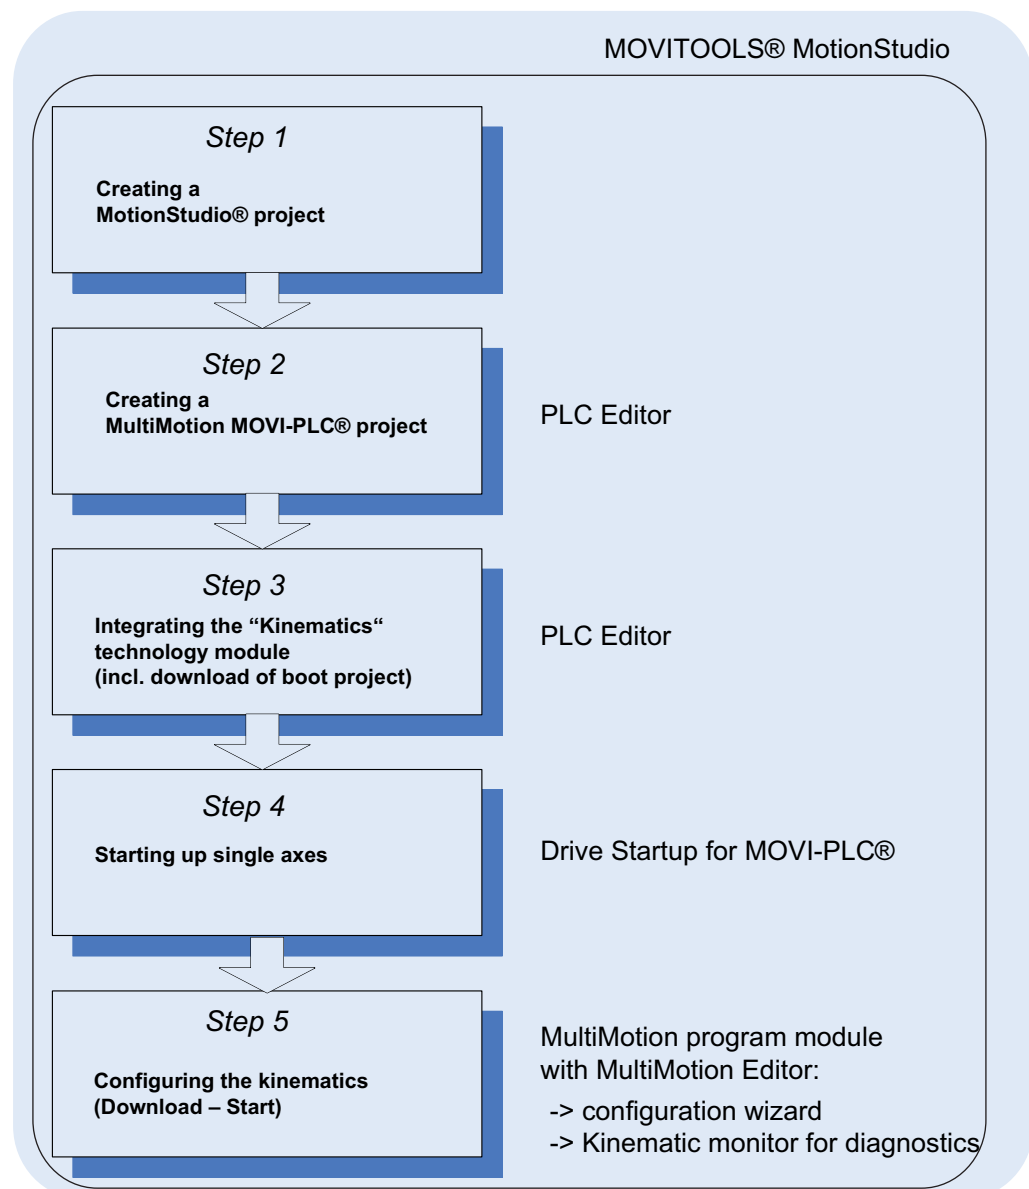 MOVITOOLS® MotionStudio
Step 1
Creating a
MotionStudio® project
Step 2
Creating a
MultiMotion MOVI-PLC® project
PLC Editor
Step 3
Integrating the “Kinematics“
technology module
(incl. download of boot project)
PLC Editor
Step 4
Starting up single axes
Drive Startup for MOVI-PLC®
Step 5
Configuring the kinematics
(Download – Start)
MultiMotion program module
with MultiMotion Editor:
-> configuration wizard
-> Kinematic monitor for diagnostics